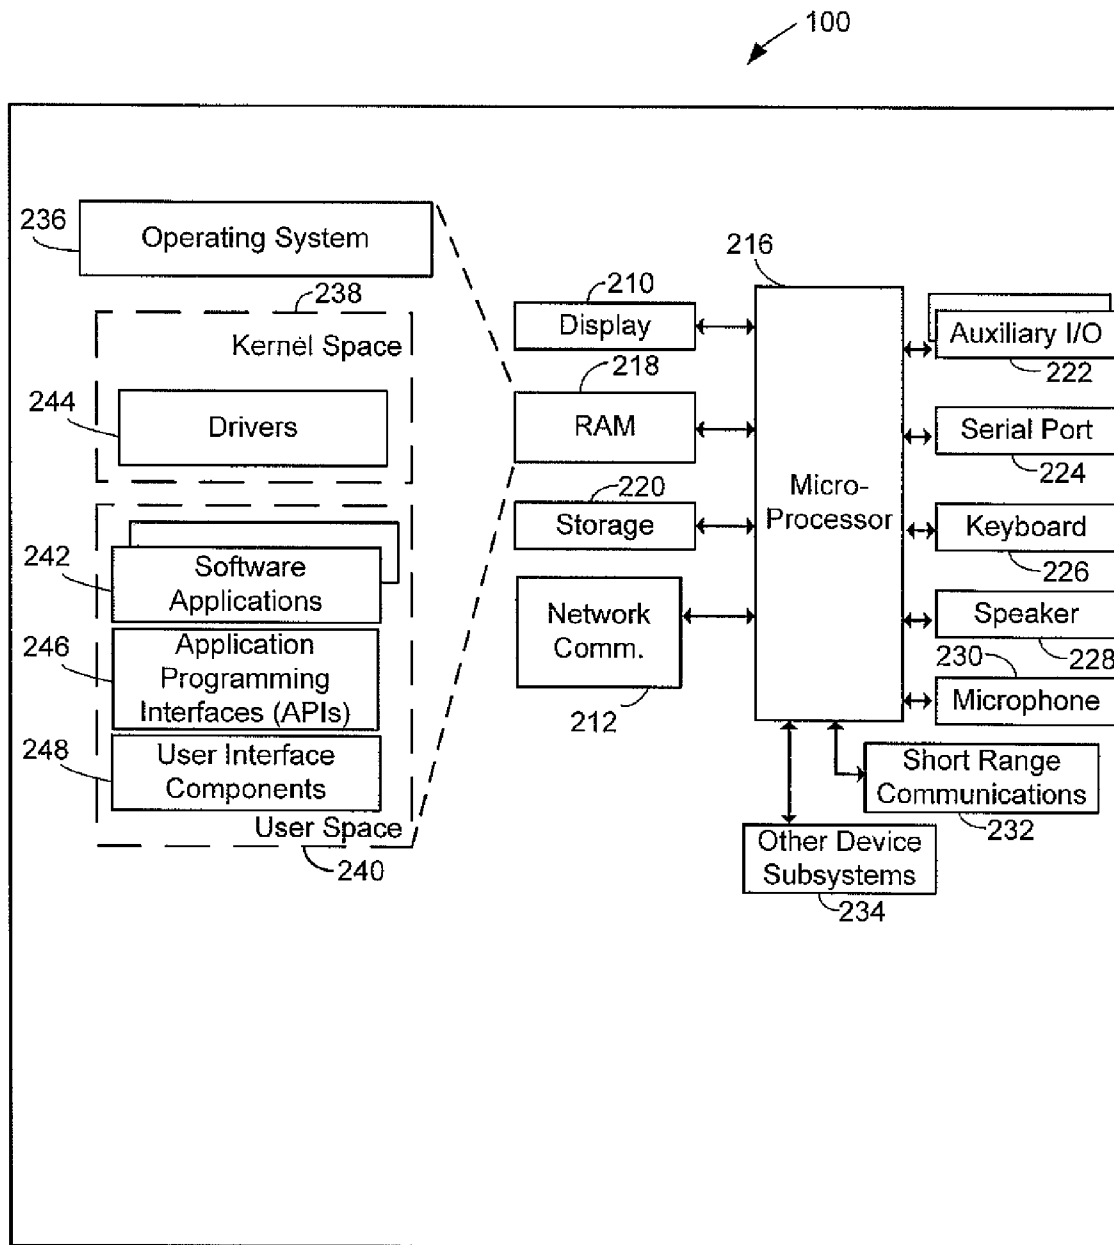 100
236
Operating System
238
Kernel Space
244
Drivers
242
Software
Applications
246
Application
Programming
Interfaces (APIs)
248
User Interface
Components
User Space
240
210
Display
218
RAM
220
Storage
Network
Comm.
212
216
Micro-
Processor
Auxiliary I/O
222
Serial Port
224
Keyboard
226
Speaker
228
230
Microphone
Short Range
Communications
232
Other Device
Subsystems
234